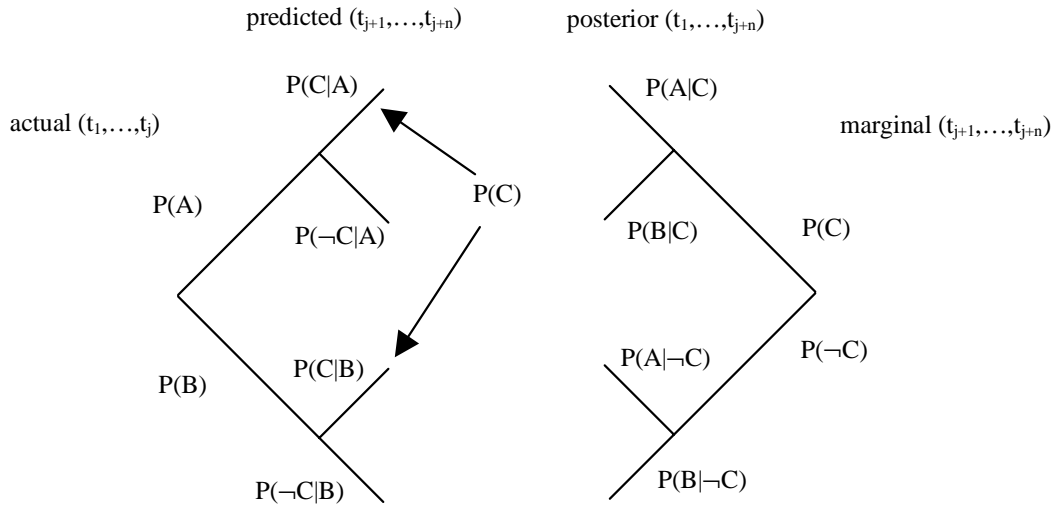 predicted (tⱼ₊₁,…,tⱼ₊ₙ)
posterior (t₁,…,tⱼ₊ₙ)
P(C|A)
P(A|C)
actual (t₁,…,tⱼ)
marginal (tⱼ₊₁,…,tⱼ₊ₙ)
P(A)
P(C)
P(¬C|A)
P(B|C)
P(C)
P(B)
P(C|B)
P(A|¬C)
P(¬C)
P(¬C|B)
P(B|¬C)